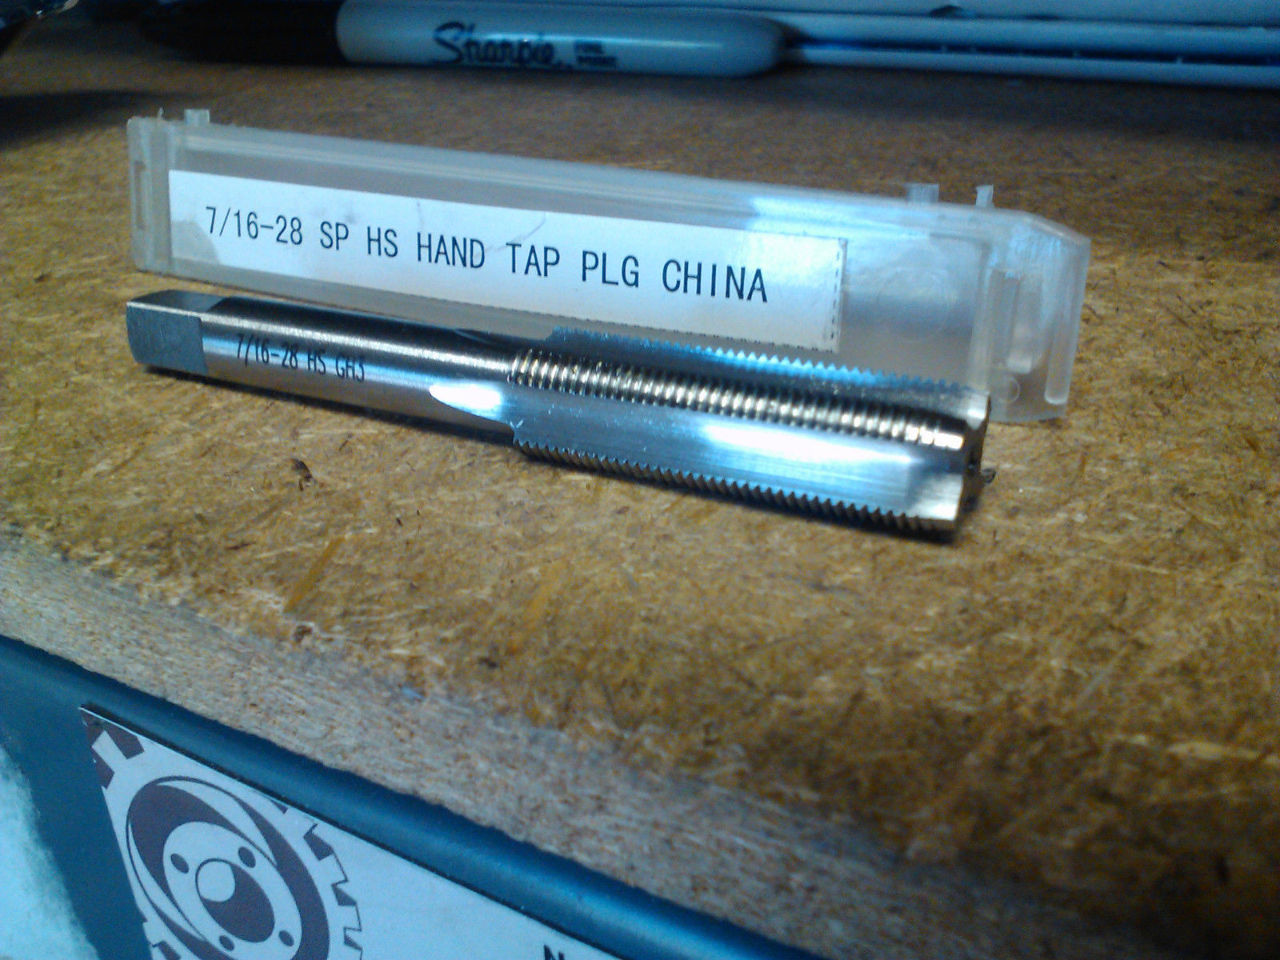 Sharpie
7/16-28 SP HS HAND TAP PLG CHINA
7/16-28 HS GH3
N